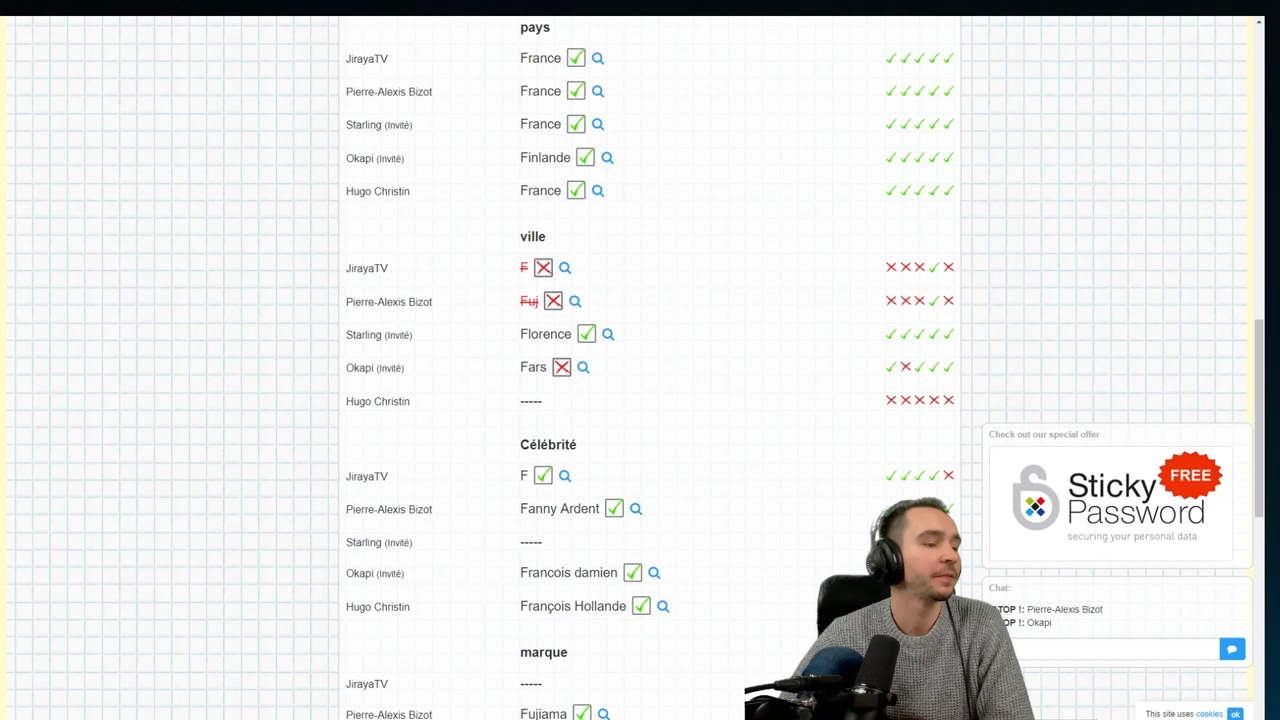 pays
JirayaTV France
Pierre-Alexis Bizot France
Starling (Invité) France
Okapi (Invité) Finlande
Hugo Christin France
ville
JirayaTV F
Pierre-Alexis Bizot Fuj
Starling (Invité) Florence
Okapi (Invité) Fars
Hugo Christin -----
Célébrité
JirayaTV F
Pierre-Alexis Bizot Fanny Ardent
Starling (Invité) -----
Okapi (Invité) Francois damien
Hugo Christin François Hollande
marque
JirayaTV -----
Pierre-Alexis Bizot Fujiama
Check out our special offer
FREE
Sticky
Password
securing your personal data
Chat:
TOP !: Pierre-Alexis Bizot
OP !: Okapi
This site uses cookies. ok